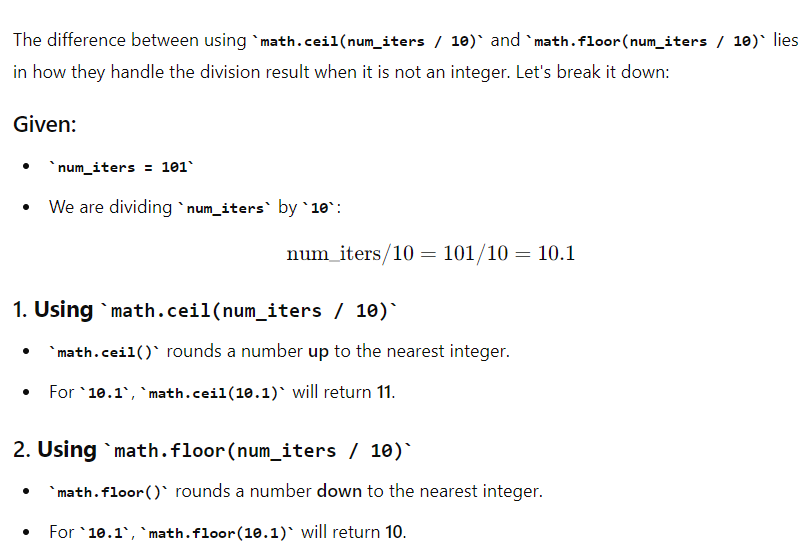 The difference between using `math.ceil(num_iters / 10)` and `math.floor(num_iters / 10)` lies
in how they handle the division result when it is not an integer. Let's break it down:
Given:
• `num_iters = 101`
• We are dividing `num_iters` by `10`:
num_iters/10 = 101/10 = 10.1
1. Using `math.ceil(num_iters / 10)`
• `math.ceil()` rounds a number up to the nearest integer.
• For `10.1`, `math.ceil(10.1)` will return 11.
2. Using `math.floor(num_iters / 10)`
• `math.floor()` rounds a number down to the nearest integer.
• For `10.1`, `math.floor(10.1)` will return 10.